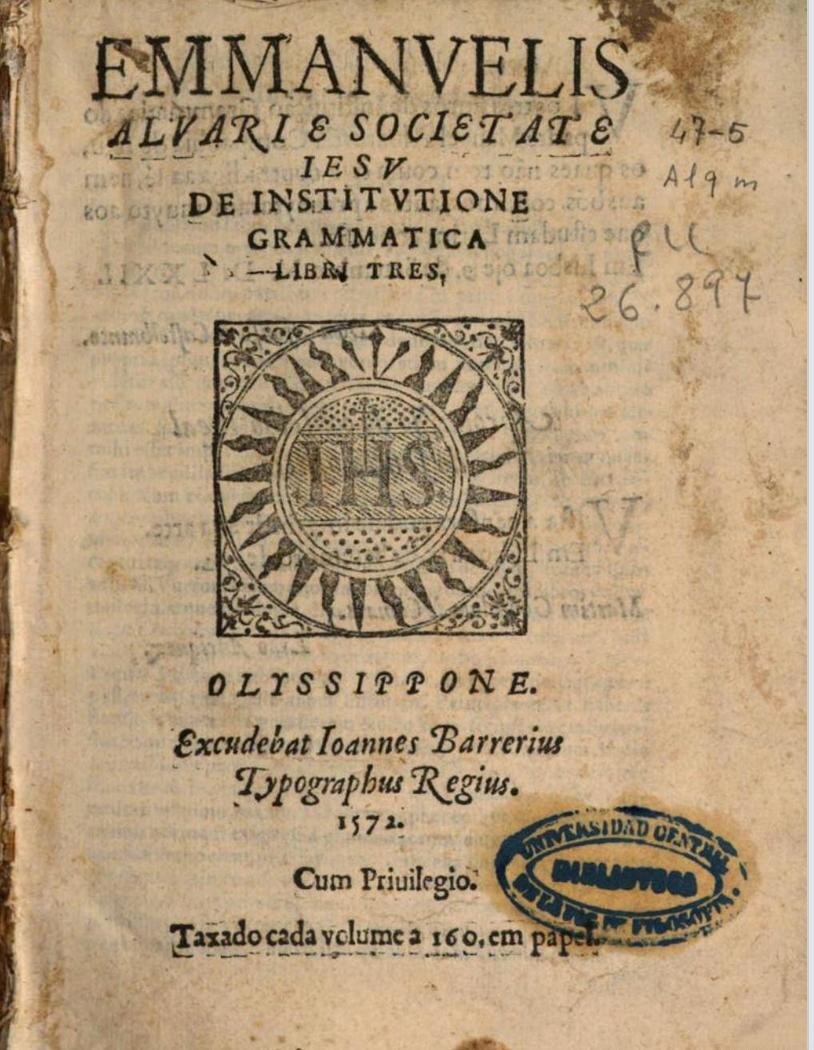 EMMANVELIS
ALVARI E SOCIETATE
IESV
DE INSTITVTIONE
GRAMMATICA
LIBRI TRES,
47-5
26.897
IHS
OLYSSIPPONE.
Excudebat Ioannes Barrerius
Typographus Regius.
1572.
Cum Priuilegio.
Taxado cada volume a 160, em papel.
UNIVERSIDAD CENTRAL
BIBLIOTECA